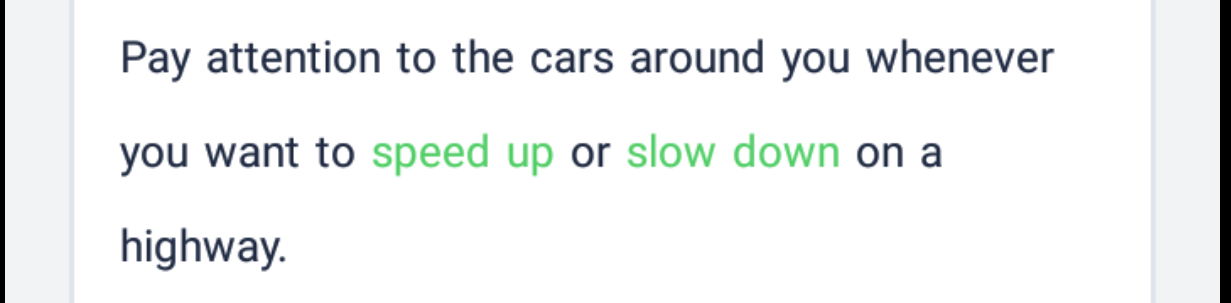 Pay attention to the cars around you whenever
you want to speed up or slow down on a
highway.